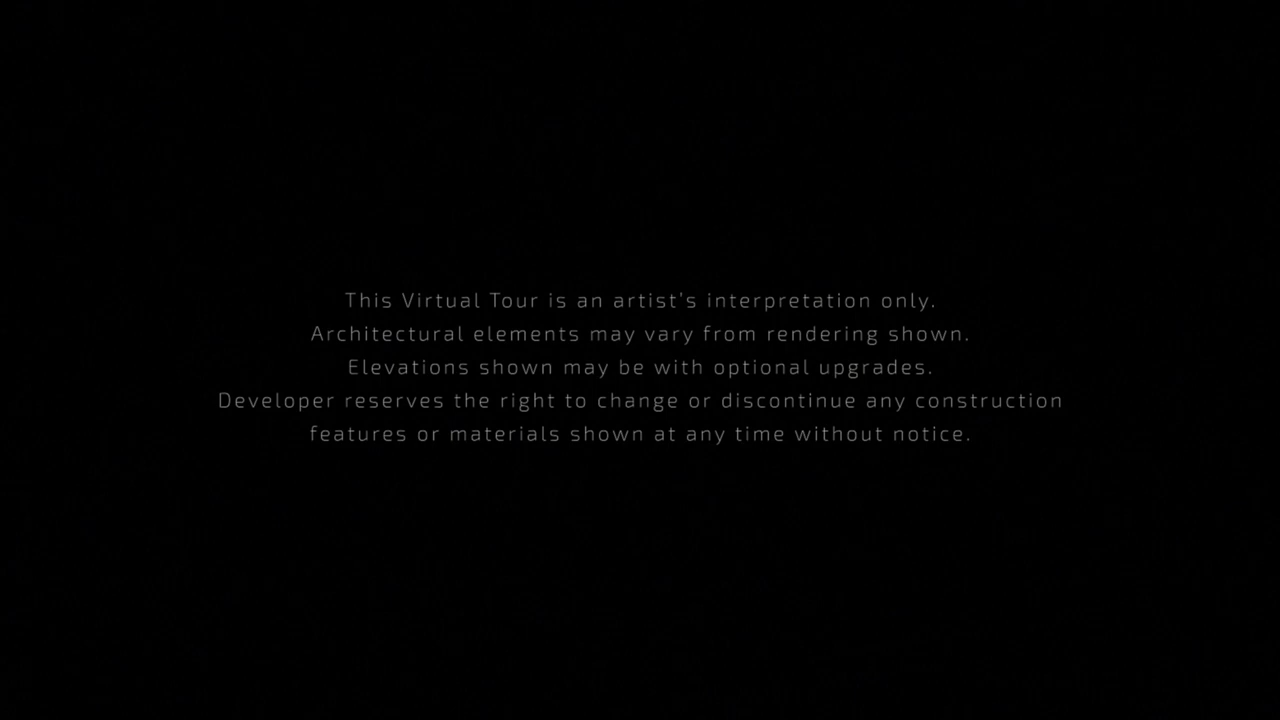 This Virtual Tour is an artist's interpretation only.
Architectural elements may vary from rendering shown.
Elevations shown may be with optional upgrades.
Developer reserves the right to change or discontinue any construction
features or materials shown at any time without notice.